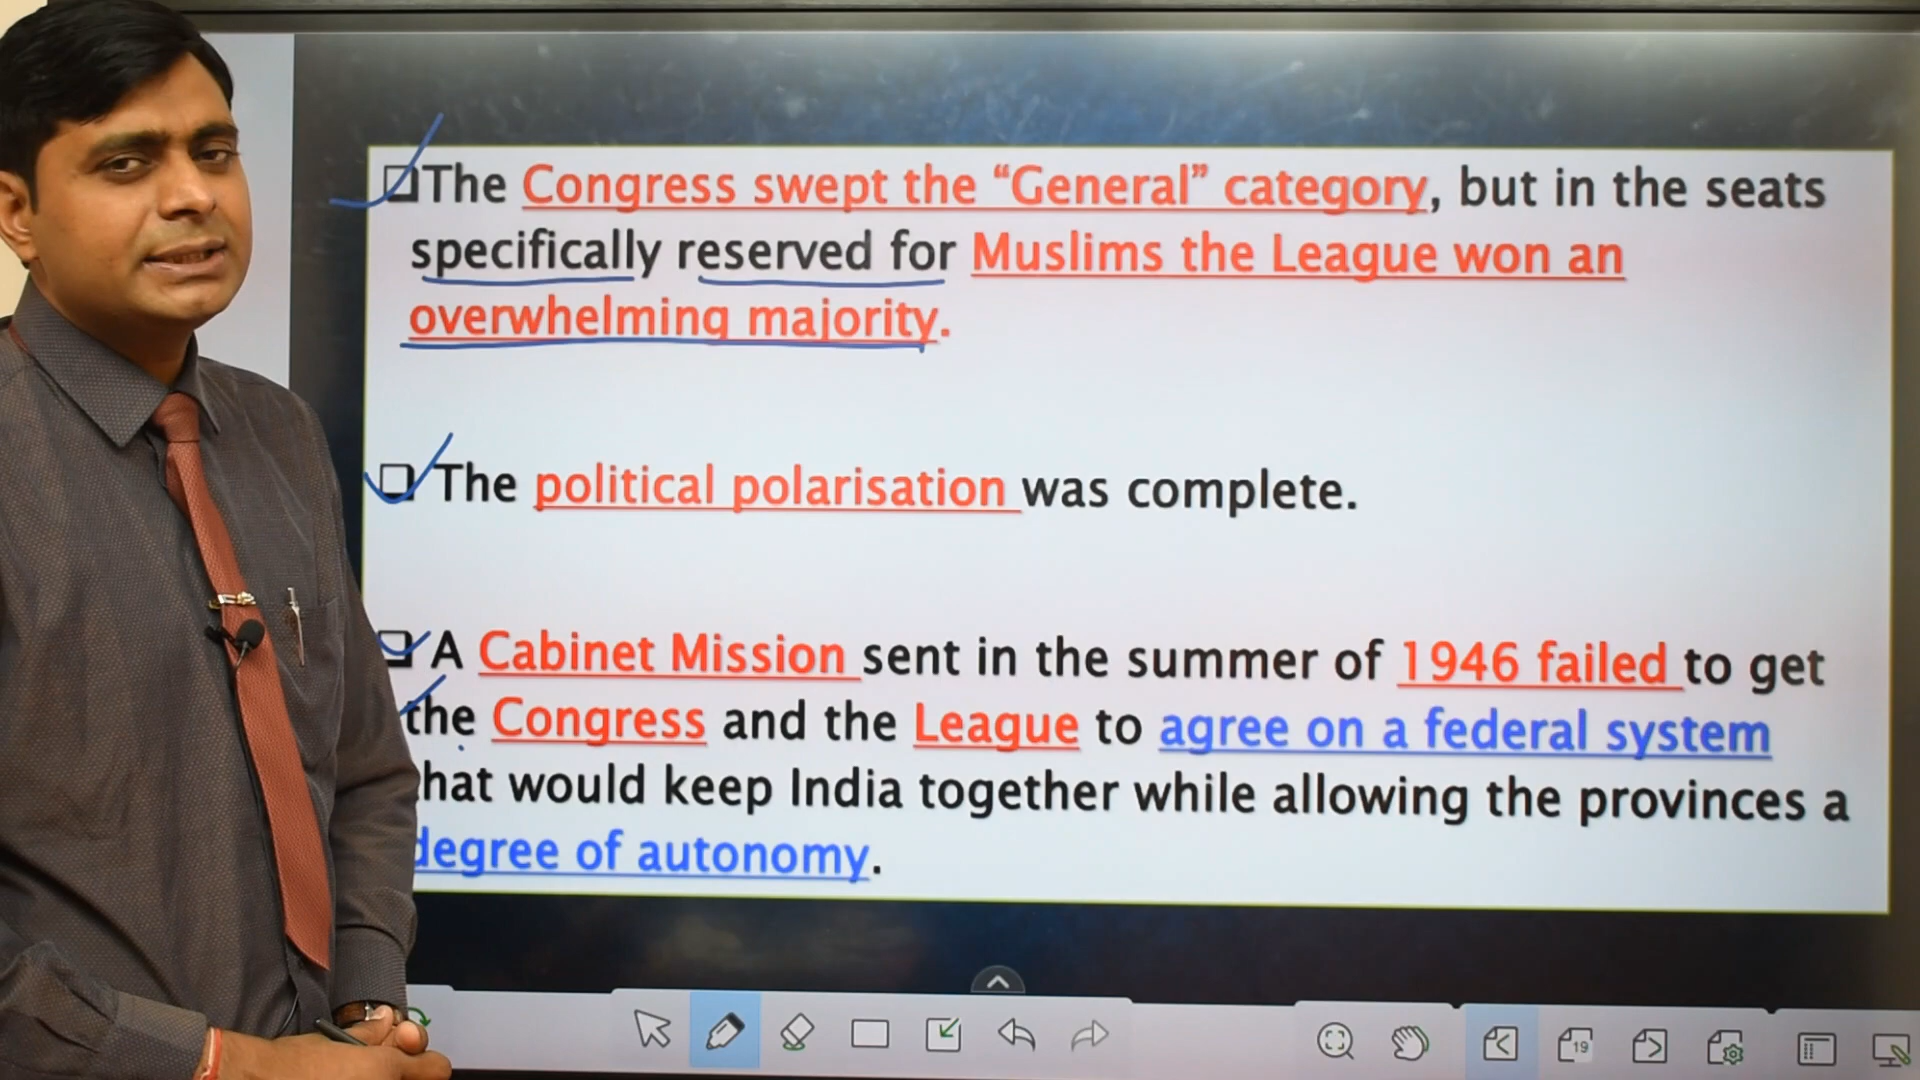 The Congress swept the “General” category, but in the seats
specifically reserved for Muslims the League won an
overwhelming majority.
The political polarisation was complete.
A Cabinet Mission sent in the summer of 1946 failed to get
the Congress and the League to agree on a federal system
that would keep India together while allowing the provinces a
degree of autonomy.
19